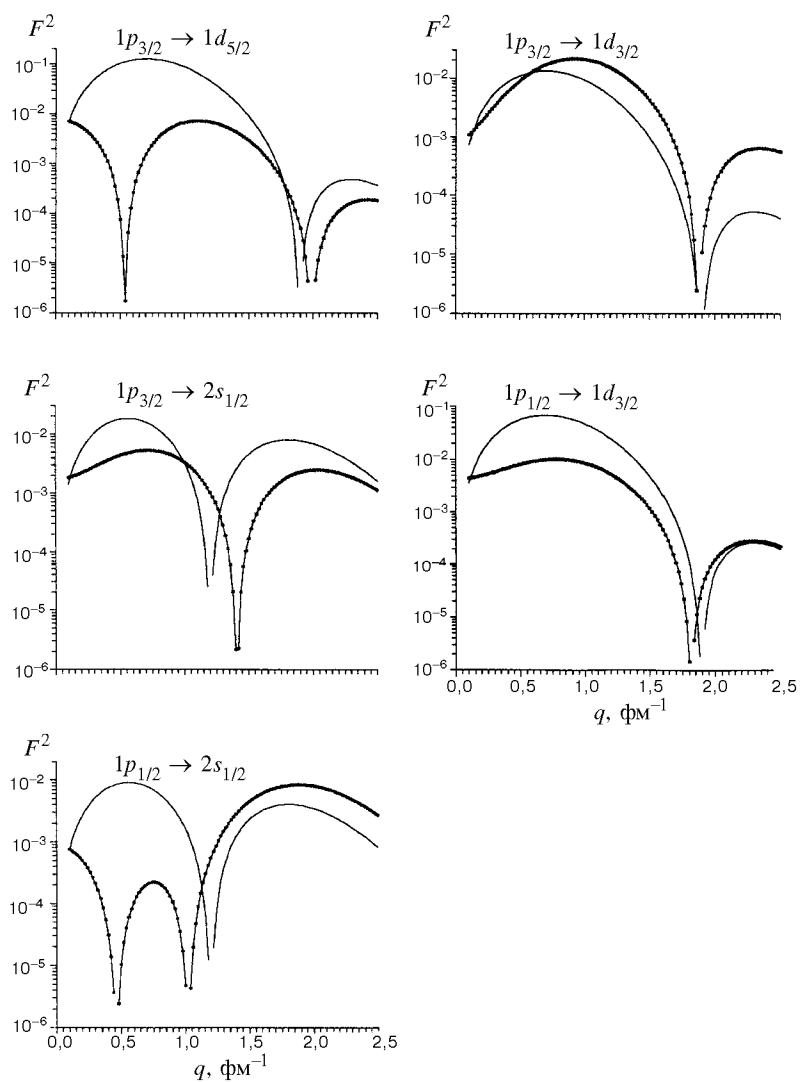 F²
1p₃/₂ → 1d₅/₂
10⁻¹
10⁻²
10⁻³
10⁻⁴
10⁻⁵
10⁻⁶
F²
1p₃/₂ → 1d₃/₂
10⁻²
10⁻³
10⁻⁴
10⁻⁵
10⁻⁶
F²
1p₃/₂ → 2s₁/₂
10⁻²
10⁻³
10⁻⁴
10⁻⁵
10⁻⁶
F²
1p₁/₂ → 1d₃/₂
10⁻¹
10⁻²
10⁻³
10⁻⁴
10⁻⁵
10⁻⁶
0,0 0,5 1,0 1,5 2,0 2,5
q, фм⁻¹
F²
1p₁/₂ → 2s₁/₂
10⁻²
10⁻³
10⁻⁴
10⁻⁵
10⁻⁶
0,0 0,5 1,0 1,5 2,0 2,5
q, фм⁻¹